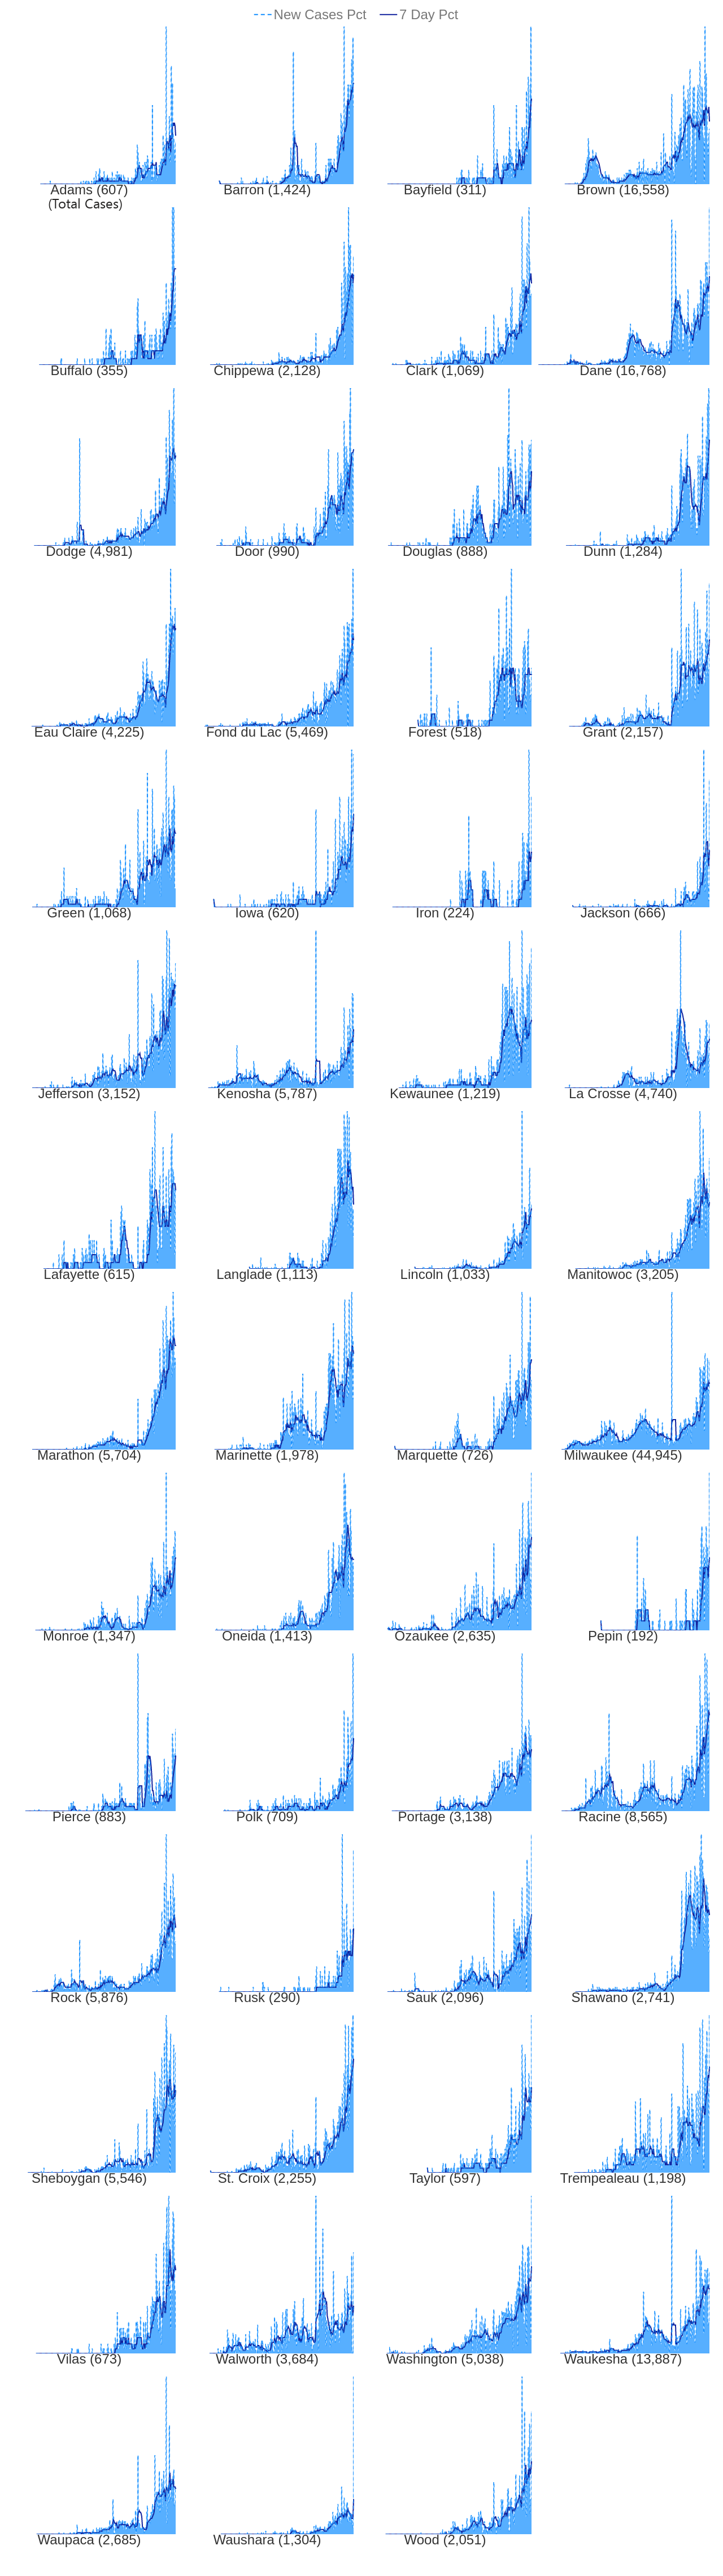 New Cases Pct 7 Day Pct
Adams (607) Barron (1,424) Bayfield (311) Brown (16,558)
(Total Cases)
Buffalo (355) Chippewa (2,128) Clark (1,069) Dane (16,768)
Dodge (4,981) Door (990) Douglas (888) Dunn (1,284)
Eau Claire (4,225) Fond du Lac (5,469) Forest (518) Grant (2,157)
Green (1,068) Iowa (620) Iron (224) Jackson (666)
Jefferson (3,152) Kenosha (5,787) Kewaunee (1,219) La Crosse (4,740)
Lafayette (615) Langlade (1,113) Lincoln (1,033) Manitowoc (3,205)
Marathon (5,704) Marinette (1,978) Marquette (726) Milwaukee (44,945)
Monroe (1,347) Oneida (1,413) Ozaukee (2,635) Pepin (192)
Pierce (883) Polk (709) Portage (3,138) Racine (8,565)
Rock (5,876) Rusk (290) Sauk (2,096) Shawano (2,741)
Sheboygan (5,546) St. Croix (2,255) Taylor (597) Trempealeau (1,198)
Vilas (673) Walworth (3,684) Washington (5,038) Waukesha (13,887)
Waupaca (2,685) Waushara (1,304) Wood (2,051)